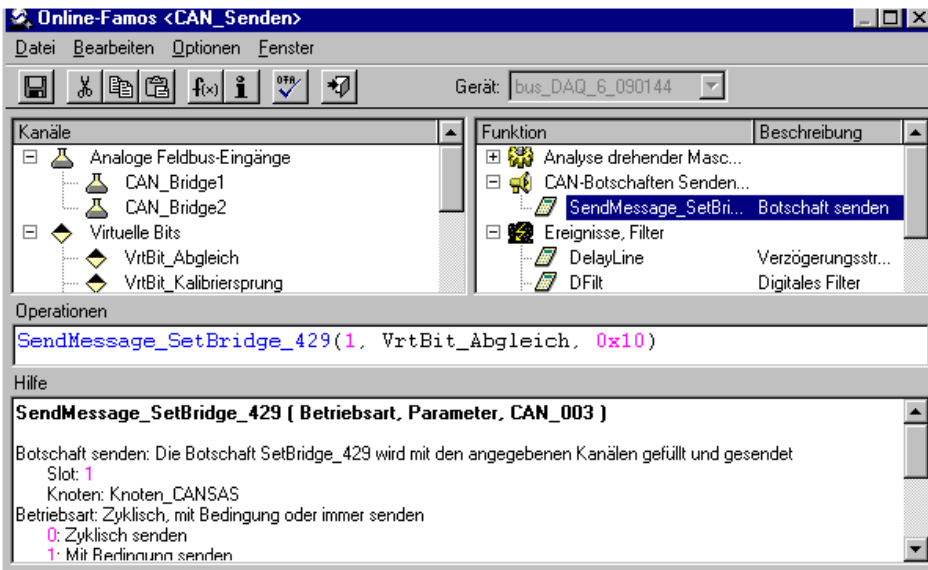 Online-Famos <CAN_Senden>
Datei Bearbeiten Optionen Fenster
f(x) i OFA Gerät: bus_DAQ_6_090144
Kanäle
Analoge Feldbus-Eingänge
CAN_Bridge1
CAN_Bridge2
Virtuelle Bits
VrtBit_Abgleich
VrtBit_Kalibriersprung
Funktion Beschreibung
Analyse drehender Masc...
CAN-Botschaften Senden...
SendMessage_SetBri... Botschaft senden
Ereignisse, Filter
DelayLine Verzögerungsstr...
DFilt Digitales Filter
Operationen
SendMessage_SetBridge_429(1, VrtBit_Abgleich, 0x10)
Hilfe
SendMessage_SetBridge_429 ( Betriebsart, Parameter, CAN_003 )
Botschaft senden: Die Botschaft SetBridge_429 wird mit den angegebenen Kanälen gefüllt und gesendet
Slot: 1
Knoten: Knoten_CANSAS
Betriebsart: Zyklisch, mit Bedingung oder immer senden
0: Zyklisch senden
1: Mit Bedingung senden